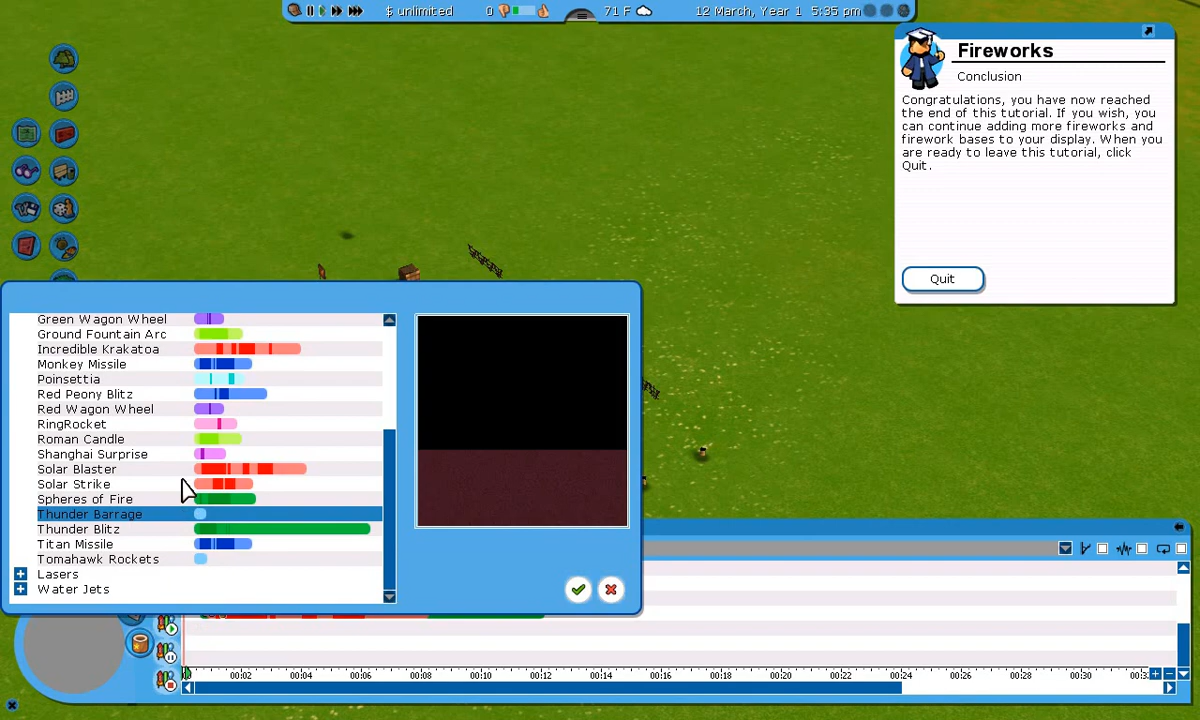 $ unlimited
0
71 F
12 March, Year 1 5:35 pm
Fireworks
Conclusion
Congratulations, you have now reached
the end of this tutorial. If you wish, you
can continue adding more fireworks and
firework bases to your display. When you
are ready to leave this tutorial, click
Quit.
Quit
Green Wagon Wheel
Ground Fountain Arc
Incredible Krakatoa
Monkey Missile
Poinsettia
Red Peony Blitz
Red Wagon Wheel
RingRocket
Roman Candle
Shanghai Surprise
Solar Blaster
Solar Strike
Spheres of Fire
Thunder Barrage
Thunder Blitz
Titan Missile
Tomahawk Rockets
Lasers
Water Jets
00:02 00:04 00:06 00:08 00:10 00:12 00:14 00:16 00:18 00:20 00:22 00:24 00:26 00:28 00:30